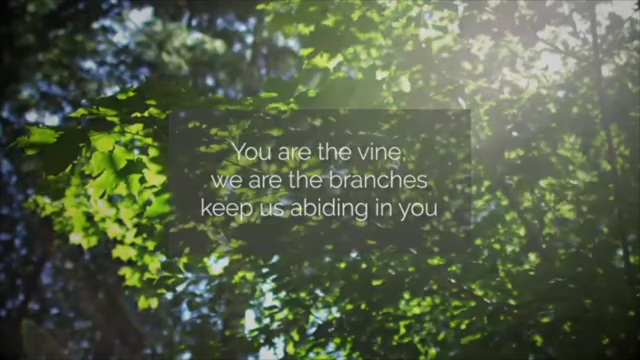 You are the vine,
we are the branches
keep us abiding in you